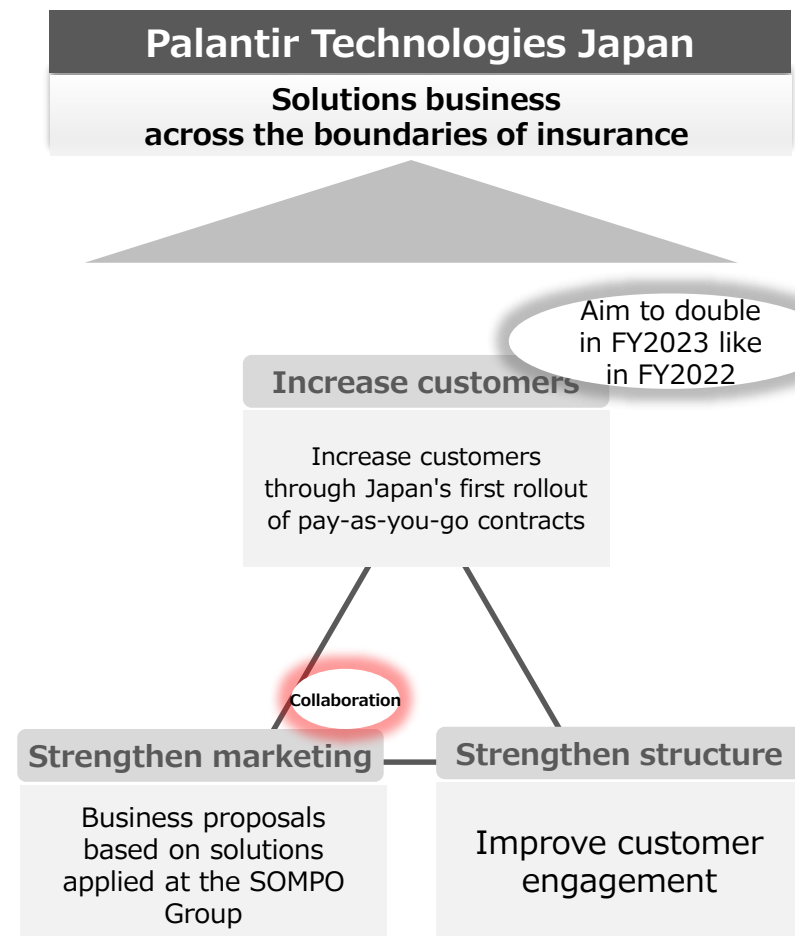 Palantir Technologies Japan
Solutions business
across the boundaries of insurance
Aim to double
in FY2023 like
in FY2022
Increase customers
Increase customers
through Japan's first rollout
of pay-as-you-go contracts
Collaboration
Strengthen marketing
Business proposals
based on solutions
applied at the SOMPO
Group
Strengthen structure
Improve customer
engagement